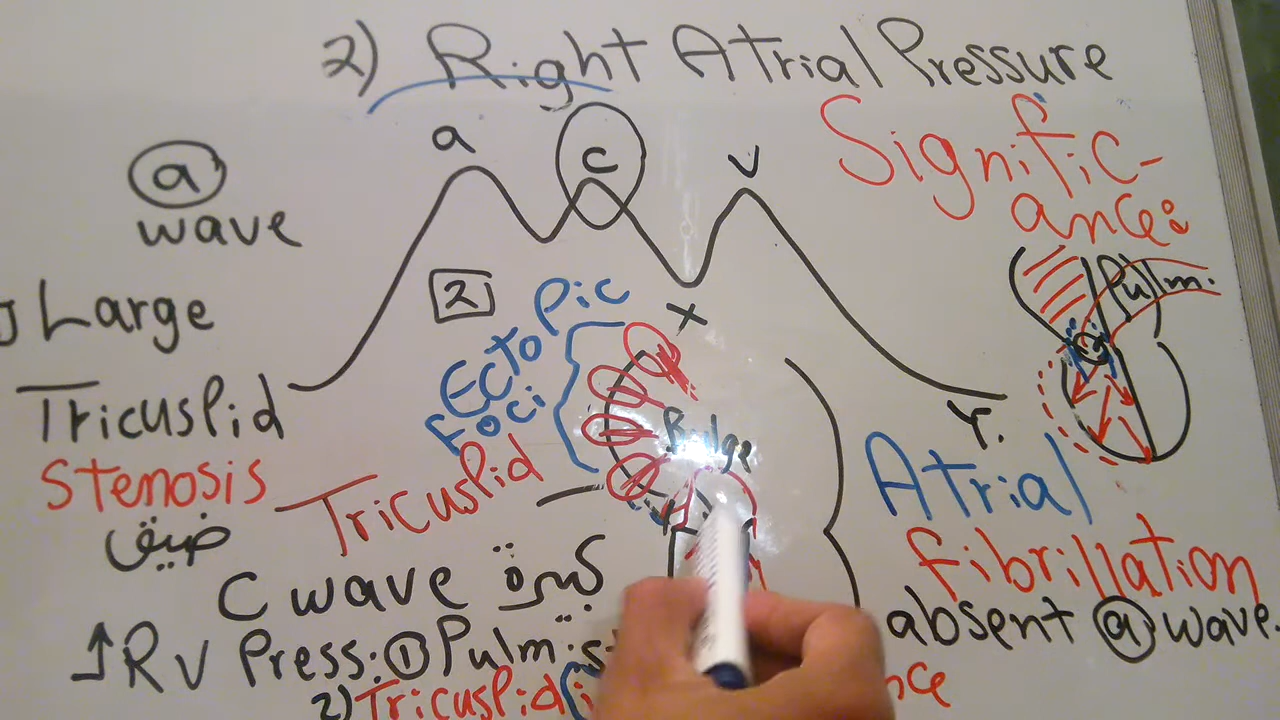 2) Right Atrial Pressure
a
c
v
x
Y.
Signific-
ance:
Pulm.
a
wave
Large
Tricuspid
Stenosis
ضيق
2
Ectopic
Foci
Bulge
Tricuspid
C wave كبيرة
↑RV Press: ① Pulm.
2) Tricuspid
Atrial
fibrillation
absent ⓐ wave.